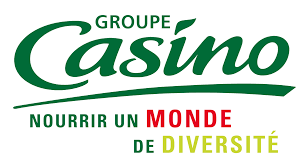 GROUPE
Casino
NOURRIR UN MONDE
DE DIVERSITÉ